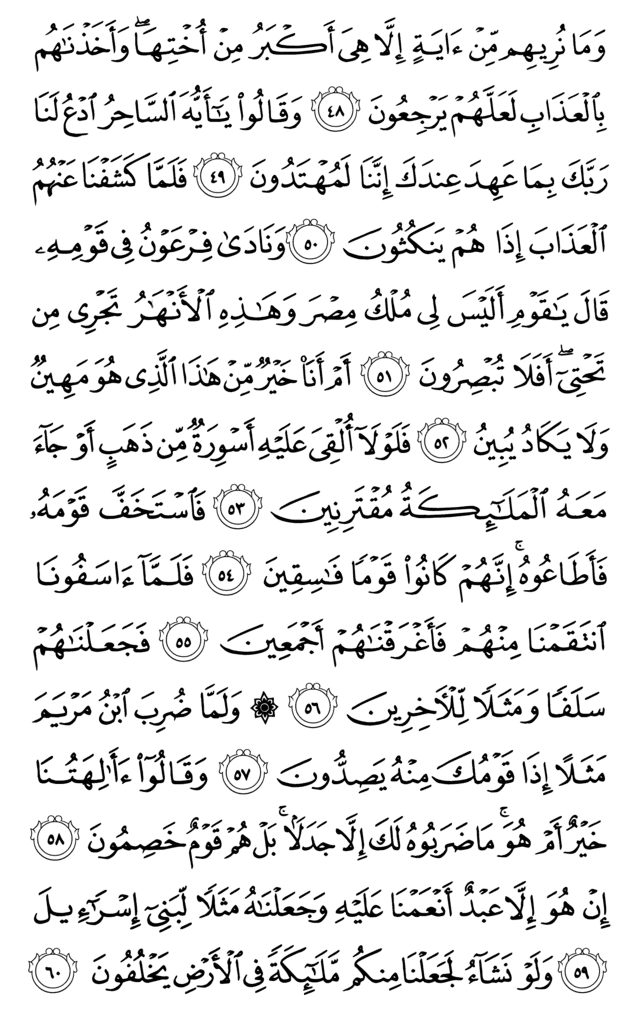 وَمَا نُرِيهِم مِّنْ ءَايَةٍ إِلَّا هِىَ أَكْبَرُ مِنْ أُخْتِهَا ۖ وَأَخَذْنَٰهُم
بِٱلْعَذَابِ لَعَلَّهُمْ يَرْجِعُونَ ٤٨ وَقَالُوا۟ يَٰٓأَيُّهَ ٱلسَّاحِرُ ٱدْعُ لَنَا
رَبَّكَ بِمَا عَهِدَ عِندَكَ إِنَّنَا لَمُهْتَدُونَ ٤٩ فَلَمَّا كَشَفْنَا عَنْهُمُ
ٱلْعَذَابَ إِذَا هُمْ يَنكُثُونَ ٥٠ وَنَادَىٰ فِرْعَوْنُ فِى قَوْمِهِۦ
قَالَ يَٰقَوْمِ أَلَيْسَ لِى مُلْكُ مِصْرَ وَهَٰذِهِ ٱلْأَنْهَٰرُ تَجْرِى مِن
تَحْتِىٓ ۖ أَفَلَا تُبْصِرُونَ ٥١ أَمْ أَنَا۠ خَيْرٌ مِّنْ هَٰذَا ٱلَّذِى هُوَ مَهِينٌ
وَلَا يَكَادُ يُبِينُ ٥٢ فَلَوْلَآ أُلْقِىَ عَلَيْهِ أَسْوِرَةٌ مِّن ذَهَبٍ أَوْ جَآءَ
مَعَهُ ٱلْمَلَٰٓئِكَةُ مُقْتَرِنِينَ ٥٣ فَٱسْتَخَفَّ قَوْمَهُۥ
فَأَطَاعُوهُ ۚ إِنَّهُمْ كَانُوا۟ قَوْمًا فَٰسِقِينَ ٥٤ فَلَمَّآ ءَاسَفُونَا
ٱنتَقَمْنَا مِنْهُمْ فَأَغْرَقْنَٰهُمْ أَجْمَعِينَ ٥٥ فَجَعَلْنَٰهُمْ
سَلَفًا وَمَثَلًا لِّلْءَاخِرِينَ ٥٦ ۞ وَلَمَّا ضُرِبَ ٱبْنُ مَرْيَمَ
مَثَلًا إِذَا قَوْمُكَ مِنْهُ يَصِدُّونَ ٥٧ وَقَالُوٓا۟ ءَأَٰلِهَتُنَا
خَيْرٌ أَمْ هُوَ ۚ مَا ضَرَبُوهُ لَكَ إِلَّا جَدَلًۢا ۚ بَلْ هُمْ قَوْمٌ خَصِمُونَ ٥٨
إِنْ هُوَ إِلَّا عَبْدٌ أَنْعَمْنَا عَلَيْهِ وَجَعَلْنَٰهُ مَثَلًا لِّبَنِىٓ إِسْرَٰٓءِيلَ
٥٩ وَلَوْ نَشَآءُ لَجَعَلْنَا مِنكُم مَّلَٰٓئِكَةً فِى ٱلْأَرْضِ يَخْلُفُونَ ٦٠